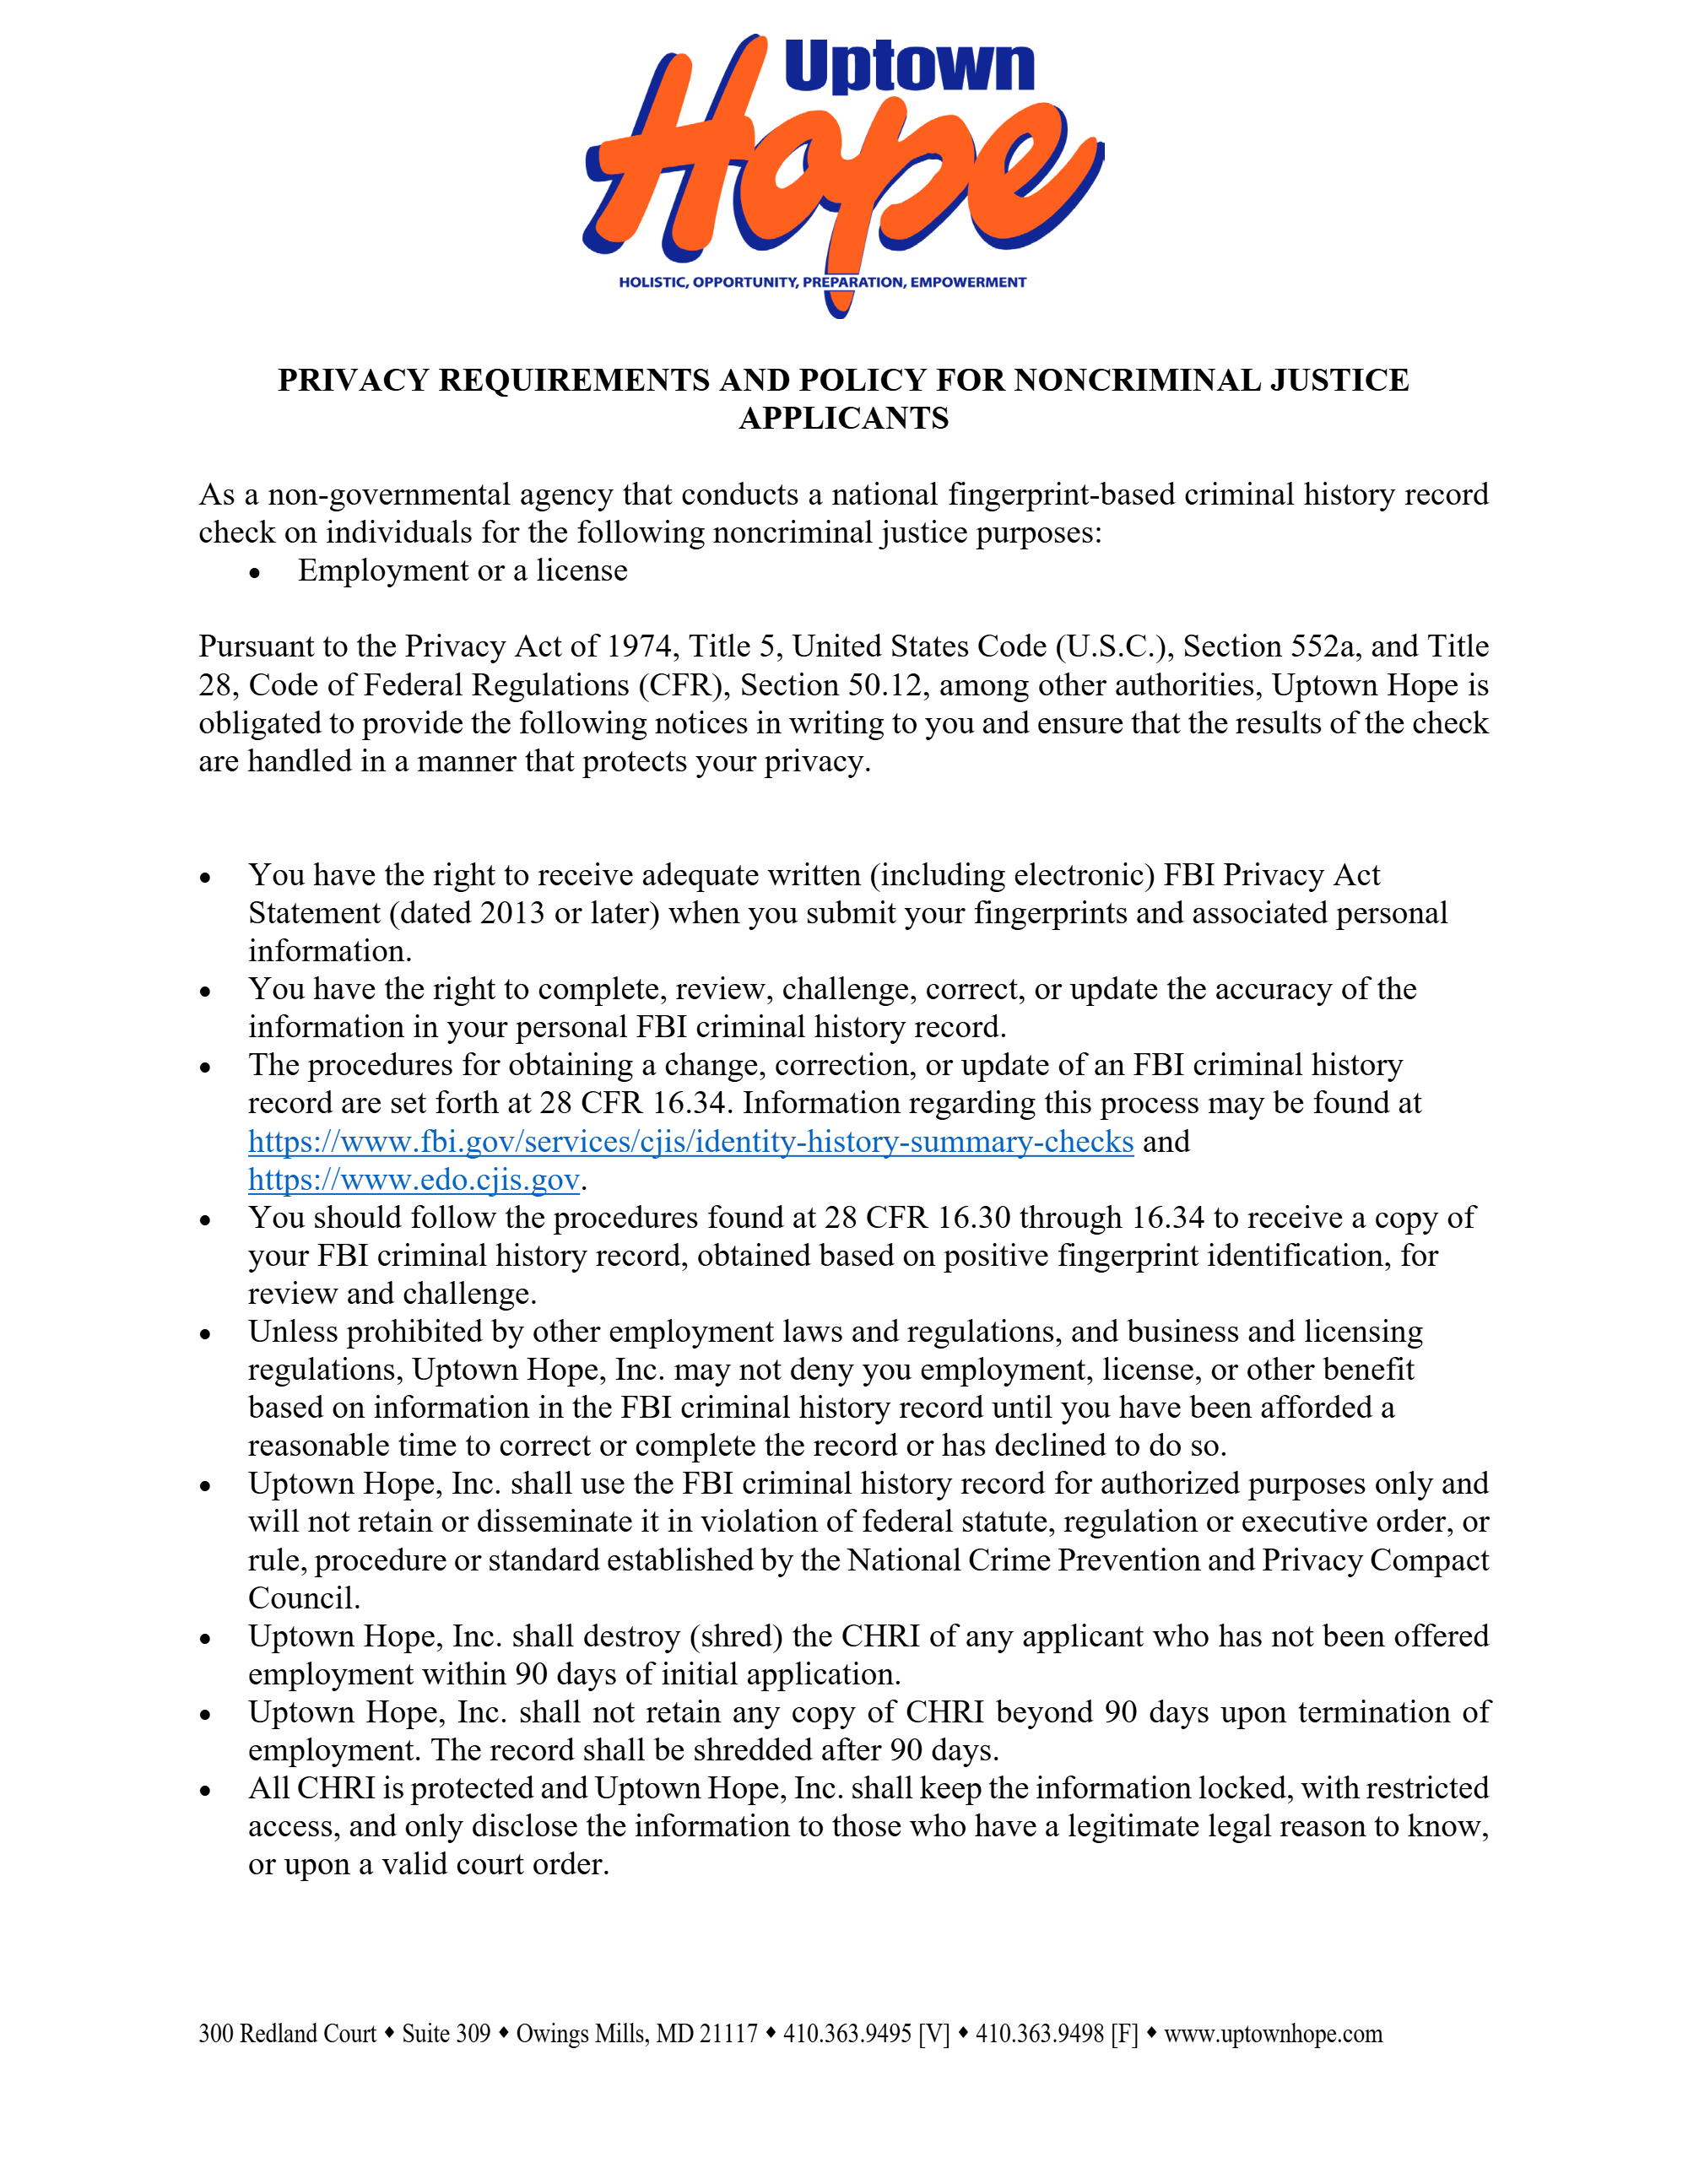 Uptown
Hope
HOLISTIC, OPPORTUNITY, PREPARATION, EMPOWERMENT
PRIVACY REQUIREMENTS AND POLICY FOR NONCRIMINAL JUSTICE
APPLICANTS
As a non-governmental agency that conducts a national fingerprint-based criminal history record
check on individuals for the following noncriminal justice purposes:
• Employment or a license
Pursuant to the Privacy Act of 1974, Title 5, United States Code (U.S.C.), Section 552a, and Title
28, Code of Federal Regulations (CFR), Section 50.12, among other authorities, Uptown Hope is
obligated to provide the following notices in writing to you and ensure that the results of the check
are handled in a manner that protects your privacy.
• You have the right to receive adequate written (including electronic) FBI Privacy Act
Statement (dated 2013 or later) when you submit your fingerprints and associated personal
information.
• You have the right to complete, review, challenge, correct, or update the accuracy of the
information in your personal FBI criminal history record.
• The procedures for obtaining a change, correction, or update of an FBI criminal history
record are set forth at 28 CFR 16.34. Information regarding this process may be found at
https://www.fbi.gov/services/cjis/identity-history-summary-checks and
https://www.edo.cjis.gov.
• You should follow the procedures found at 28 CFR 16.30 through 16.34 to receive a copy of
your FBI criminal history record, obtained based on positive fingerprint identification, for
review and challenge.
• Unless prohibited by other employment laws and regulations, and business and licensing
regulations, Uptown Hope, Inc. may not deny you employment, license, or other benefit
based on information in the FBI criminal history record until you have been afforded a
reasonable time to correct or complete the record or has declined to do so.
• Uptown Hope, Inc. shall use the FBI criminal history record for authorized purposes only and
will not retain or disseminate it in violation of federal statute, regulation or executive order, or
rule, procedure or standard established by the National Crime Prevention and Privacy Compact
Council.
• Uptown Hope, Inc. shall destroy (shred) the CHRI of any applicant who has not been offered
employment within 90 days of initial application.
• Uptown Hope, Inc. shall not retain any copy of CHRI beyond 90 days upon termination of
employment. The record shall be shredded after 90 days.
• All CHRI is protected and Uptown Hope, Inc. shall keep the information locked, with restricted
access, and only disclose the information to those who have a legitimate legal reason to know,
or upon a valid court order.
300 Redland Court ♦ Suite 309 ♦ Owings Mills, MD 21117 ♦ 410.363.9495 [V] ♦ 410.363.9498 [F] ♦ www.uptownhope.com